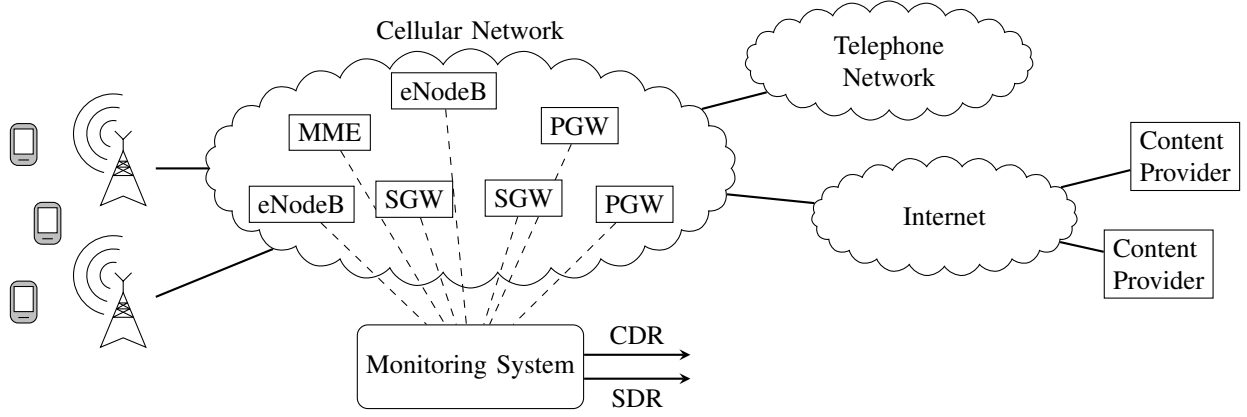 Cellular Network
Telephone
Network
eNodeB
MME
PGW
eNodeB
SGW
SGW
PGW
Internet
Content
Provider
Content
Provider
Monitoring System
CDR
SDR